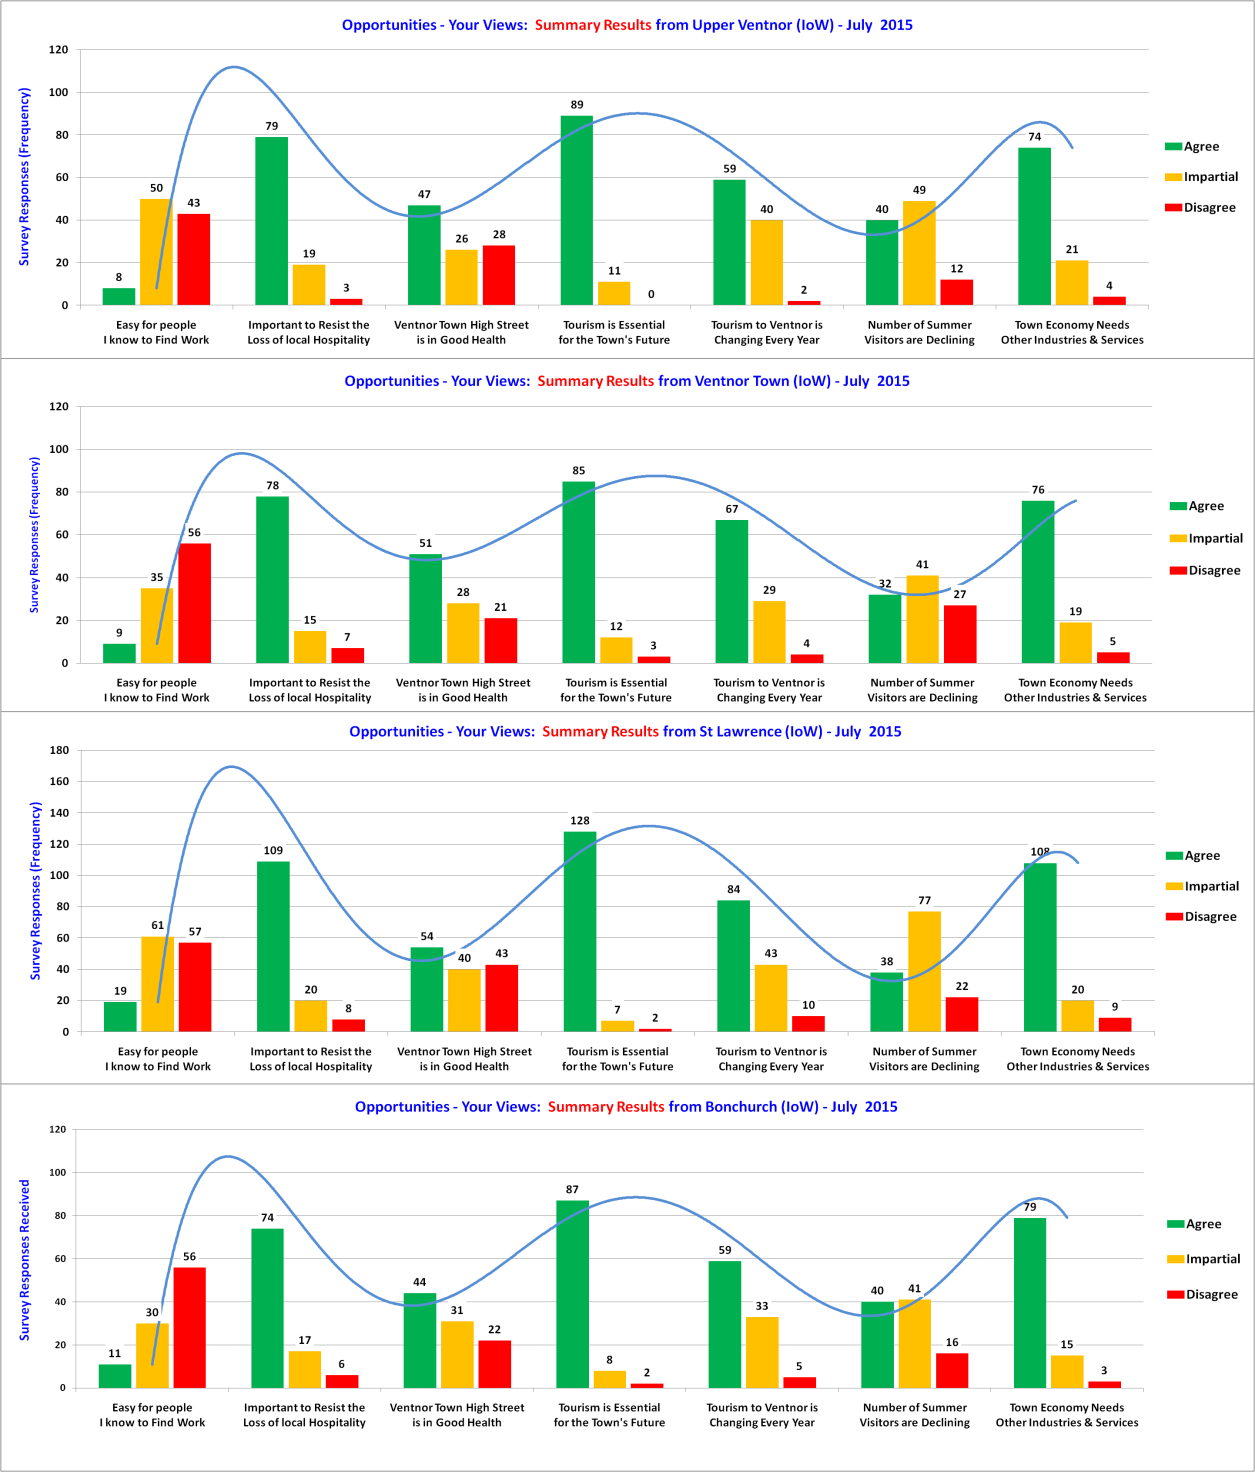 Opportunities - Your Views:  Summary Results from Upper Ventnor (IoW) - July  2015
Survey Responses (Frequency)
120
100
80
60
40
20
0
8 50 43 79 19 3 47 26 28 89 11 0 59 40 2 40 49 12 74 21 4
Agree
Impartial
Disagree
Easy for people Important to Resist the Ventnor Town High Street Tourism is Essential Tourism to Ventnor is Number of Summer Town Economy Needs
I know to Find Work Loss of local Hospitality is in Good Health for the Town's Future Changing Every Year Visitors are Declining Other Industries & Services
Opportunities - Your Views:  Summary Results from Ventnor Town (IoW) - July  2015
Survey Responses (Frequency)
120
100
80
60
40
20
0
9 35 56 78 15 7 51 28 21 85 12 3 67 29 4 32 41 27 76 19 5
Agree
Impartial
Disagree
Easy for people Important to Resist the Ventnor Town High Street Tourism is Essential Tourism to Ventnor is Number of Summer Town Economy Needs
I know to Find Work Loss of local Hospitality is in Good Health for the Town's Future Changing Every Year Visitors are Declining Other Industries & Services
Opportunities - Your Views:  Summary Results from St Lawrence (IoW) - July  2015
Survey Responses (Frequency)
180
160
140
120
100
80
60
40
20
0
19 61 57 109 20 8 54 40 43 128 7 2 84 43 10 38 77 22 108 20 9
Agree
Impartial
Disagree
Easy for people Important to Resist the Ventnor Town High Street Tourism is Essential Tourism to Ventnor is Number of Summer Town Economy Needs
I know to Find Work Loss of local Hospitality is in Good Health for the Town's Future Changing Every Year Visitors are Declining Other Industries & Services
Opportunities - Your Views:  Summary Results from Bonchurch (IoW) - July  2015
Survey Responses Received
120
100
80
60
40
20
0
11 30 56 74 17 6 44 31 22 87 8 2 59 33 5 40 41 16 79 15 3
Agree
Impartial
Disagree
Easy for people Important to Resist the Ventnor Town High Street Tourism is Essential Tourism to Ventnor is Number of Summer Town Economy Needs
I know to Find Work Loss of local Hospitality is in Good Health for the Town's Future Changing Every Year Visitors are Declining Other Industries & Services